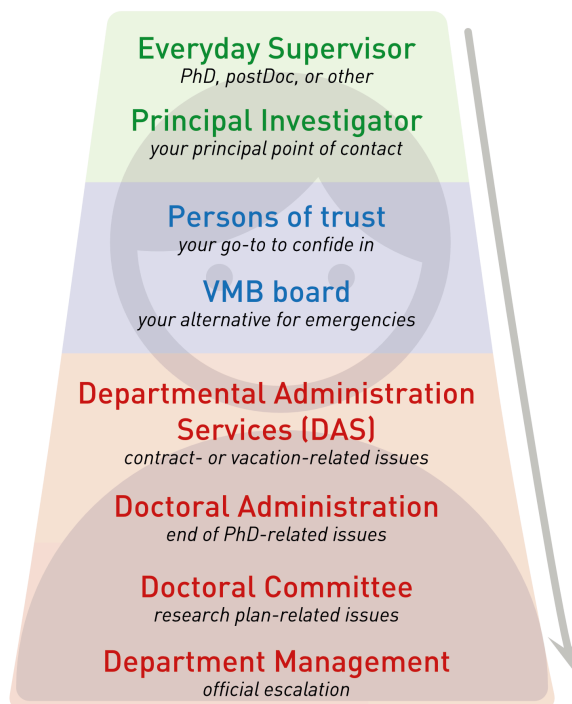 Everyday Supervisor
PhD, postDoc, or other
Principal Investigator
your principal point of contact
Persons of trust
your go-to to confide in
VMB board
your alternative for emergencies
Departmental Administration
Services (DAS)
contract- or vacation-related issues
Doctoral Administration
end of PhD-related issues
Doctoral Committee
research plan-related issues
Department Management
official escalation